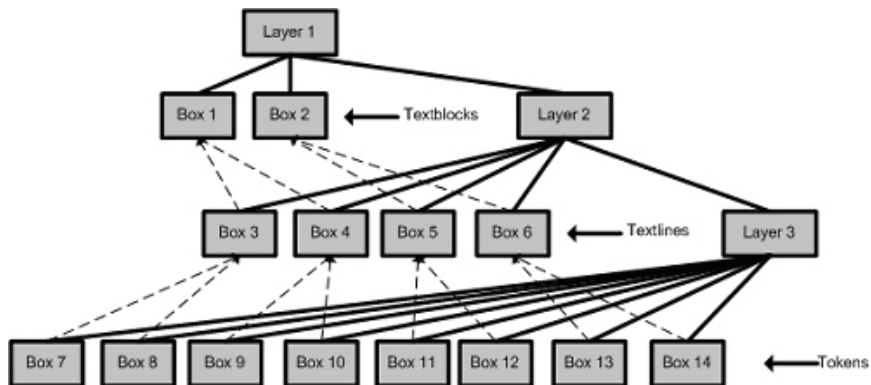 Layer 1
Box 1 Box 2 Textblocks Layer 2
Box 3 Box 4 Box 5 Box 6 Textlines Layer 3
Box 7 Box 8 Box 9 Box 10 Box 11 Box 12 Box 13 Box 14 Tokens